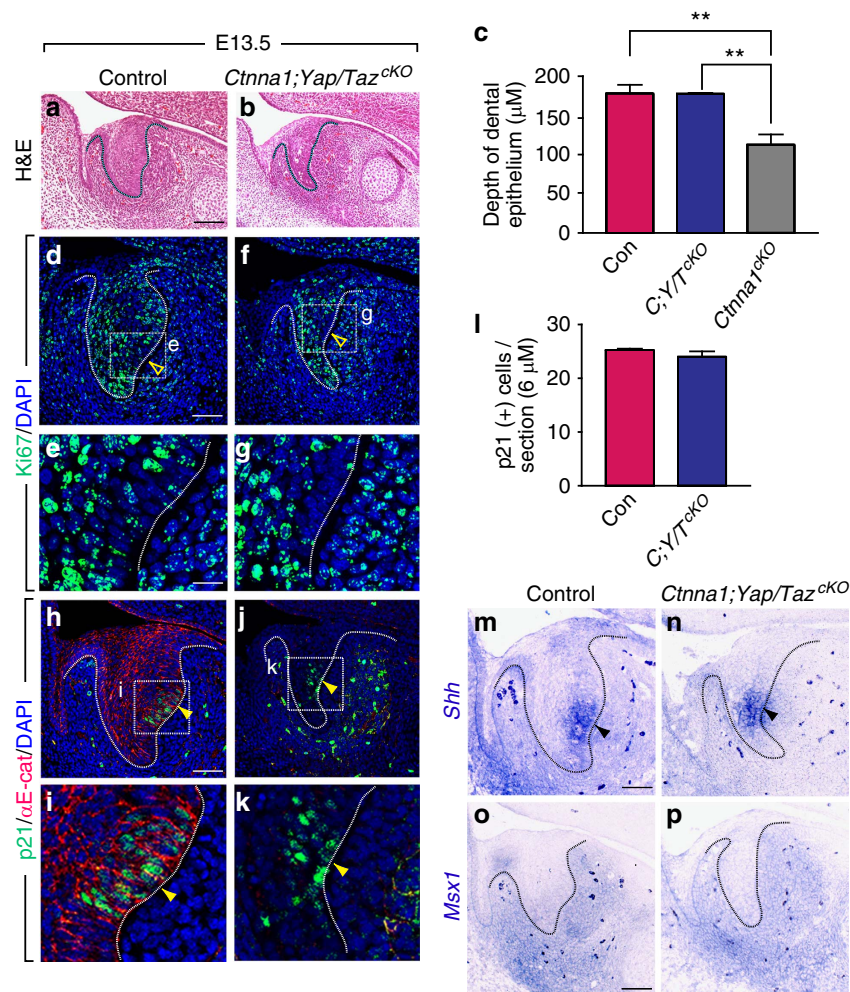 E13.5
Control
Ctnna1;Yap/Taz^cKO
H&E
a
b
Ki67/DAPI
d
e
f
g
e
g
p21/αE-cat/DAPI
h
i
j
k
i
k
c
**
**
Depth of dental
epithelium (μM)
200
150
100
50
0
Con
C;Y/T^cKO
Ctnna1^cKO
l
p21 (+) cells /
section (6 μM)
30
20
10
0
Con
C;Y/T^cKO
Control
Ctnna1;Yap/Taz^cKO
Shh
m
n
Msx1
o
p